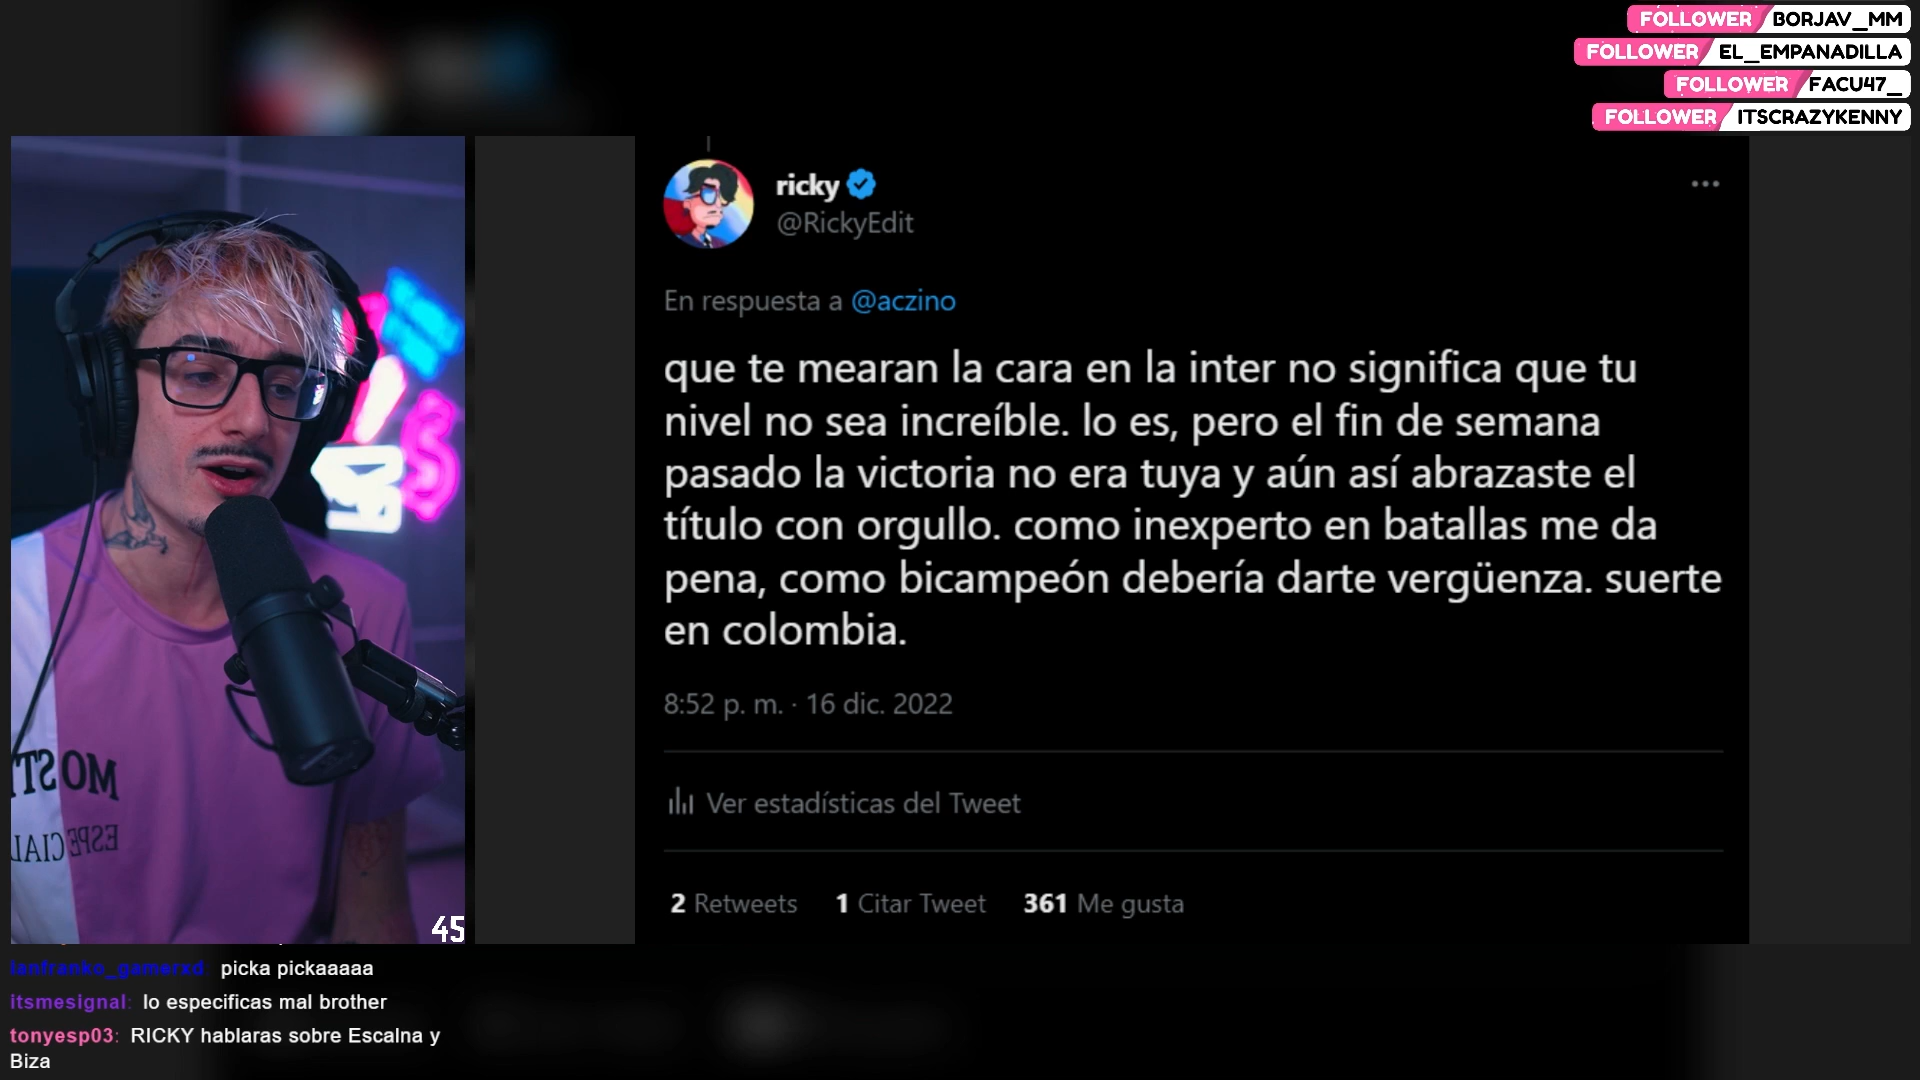 FOLLOWER BORJAV_MM
FOLLOWER EL_EMPANADILLA
FOLLOWER FACU47_
FOLLOWER ITSCRAZYKENNY
ricky
@RickyEdit
En respuesta a @aczino
que te mearan la cara en la inter no significa que tu
nivel no sea increíble. lo es, pero el fin de semana
pasado la victoria no era tuya y aún así abrazaste el
título con orgullo. como inexperto en batallas me da
pena, como bicampeón debería darte vergüenza. suerte
en colombia.
8:52 p. m. · 16 dic. 2022
Ver estadísticas del Tweet
2 Retweets 1 Citar Tweet 361 Me gusta
MOST
ESPECIAL
45
lanfranko_gamerxd: picka pickaaaaa
itsmesignal: lo especificas mal brother
tonyesp03: RICKY hablaras sobre Escalna y
Biza